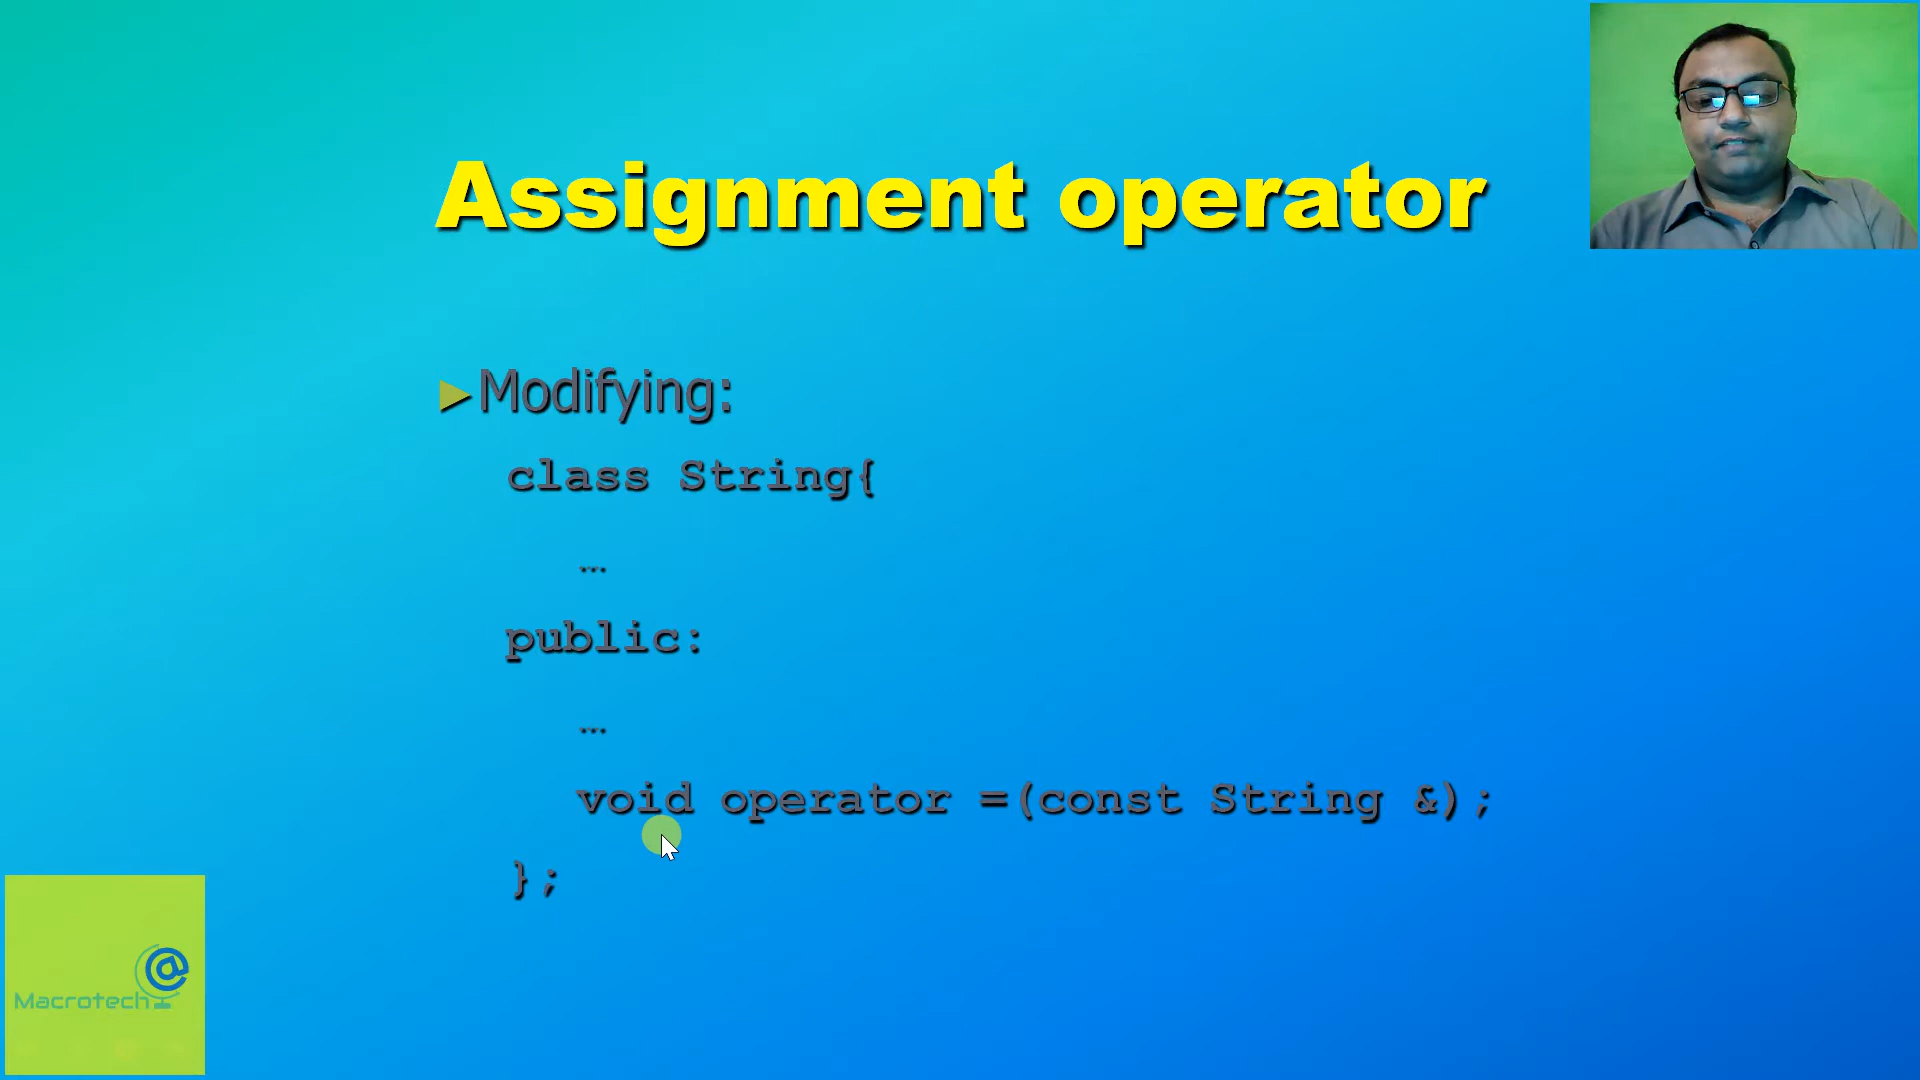 Assignment operator
►Modifying:
class String{
…
public:
…
void operator =(const String &);
};
Macrotech